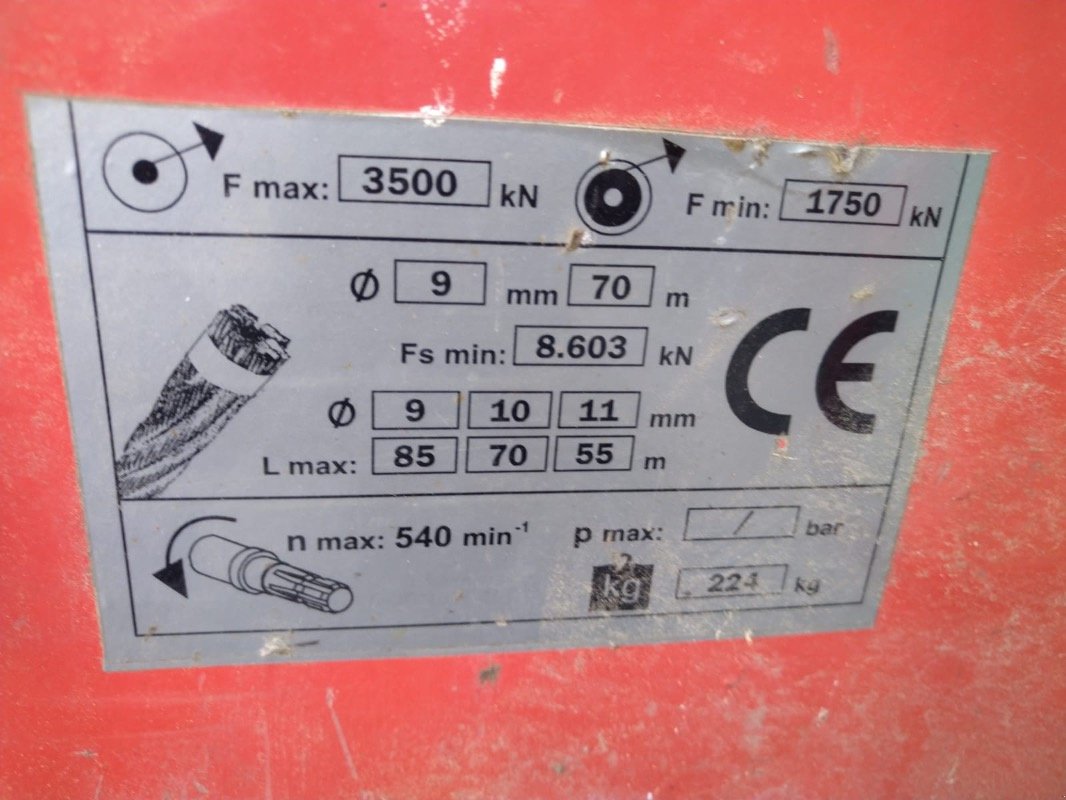 F max: 3500 kN F min: 1750 kN
Ø 9 mm 70 m
Fs min: 8.603 kN
CE
Ø 9 10 11 mm
L max: 85 70 55 m
n max: 540 min⁻¹ p max: / bar
kg 224 kg